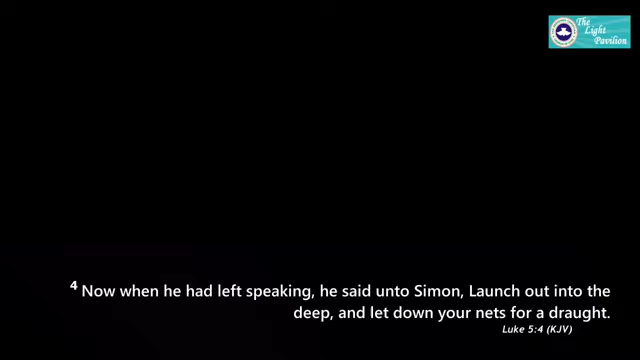 The
Light
Pavilion
4 Now when he had left speaking, he said unto Simon, Launch out into the
deep, and let down your nets for a draught.
Luke 5:4 (KJV)